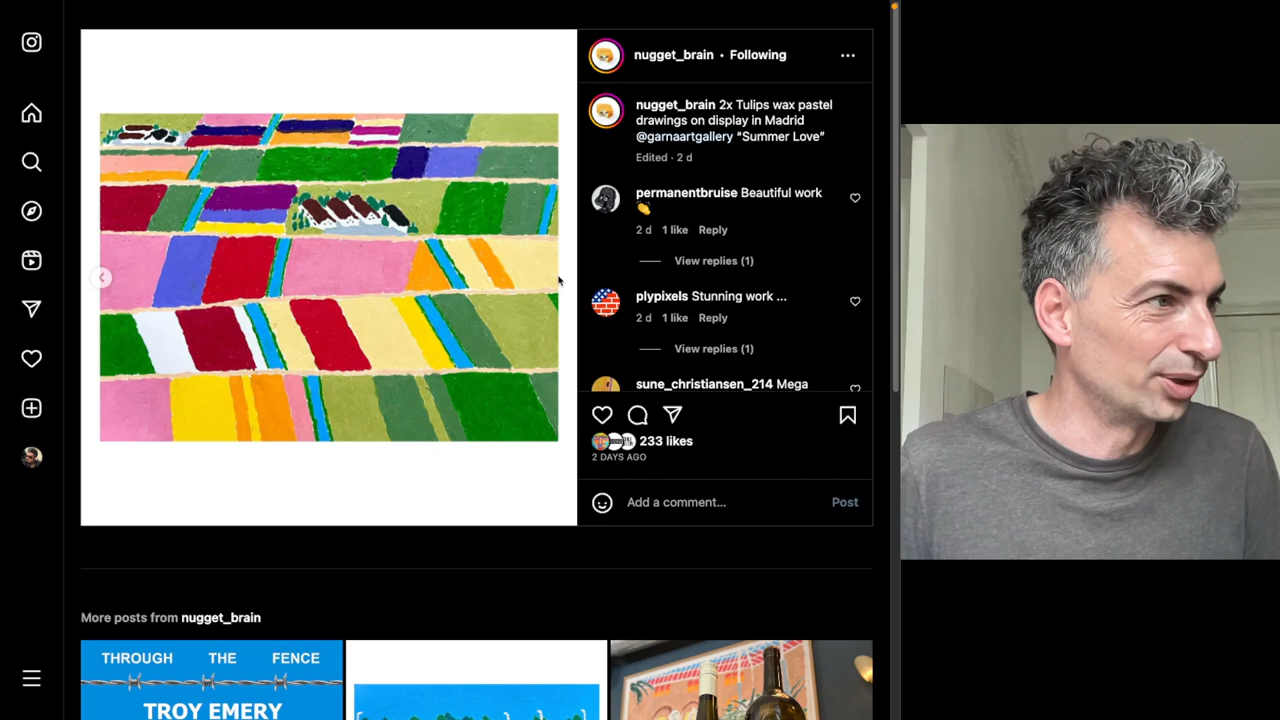 nugget_brain • Following
nugget_brain 2x Tulips wax pastel
drawings on display in Madrid
@garnaartgallery “Summer Love”
Edited · 2 d
permanentbruise Beautiful work
2 d 1 like Reply
View replies (1)
plypixels Stunning work ...
2 d 1 like Reply
View replies (1)
sune_christiansen_214 Mega
233 likes
2 DAYS AGO
Add a comment... Post
More posts from nugget_brain
THROUGH THE FENCE
TROY EMERY